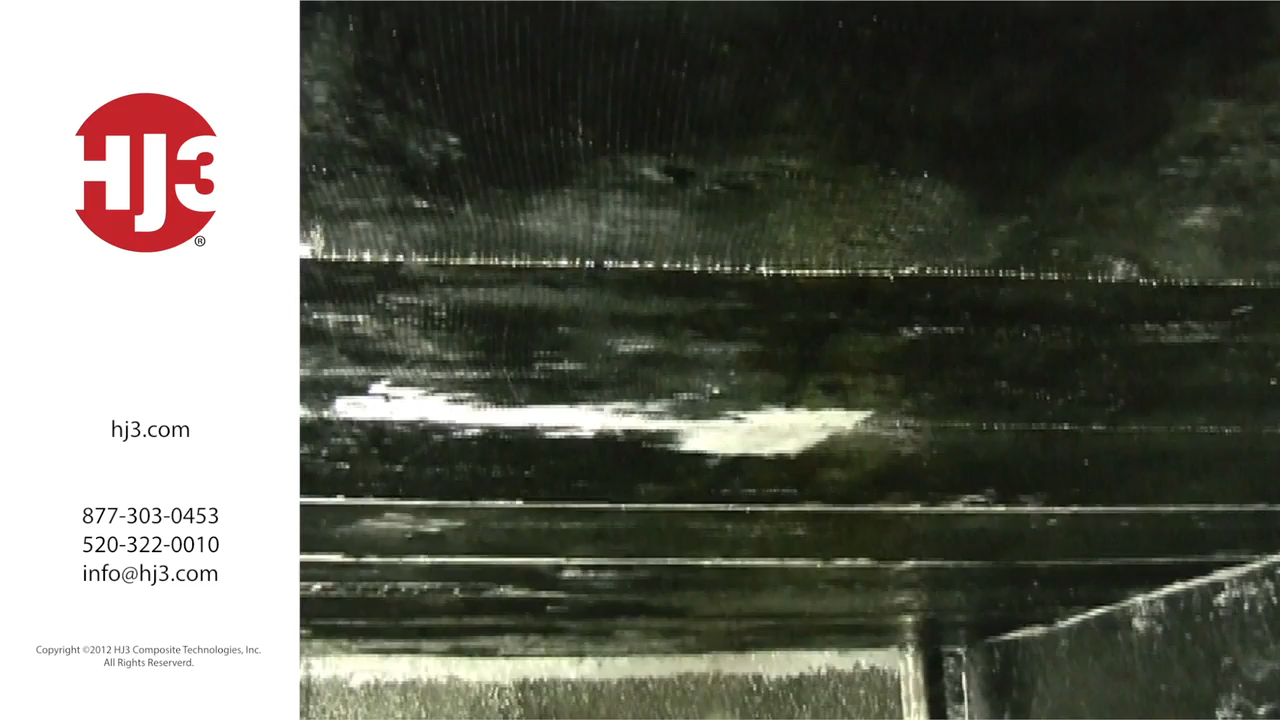 HJ3®
hj3.com
877-303-0453
520-322-0010
info@hj3.com
Copyright ©2012 HJ3 Composite Technologies, Inc.
All Rights Reserverd.